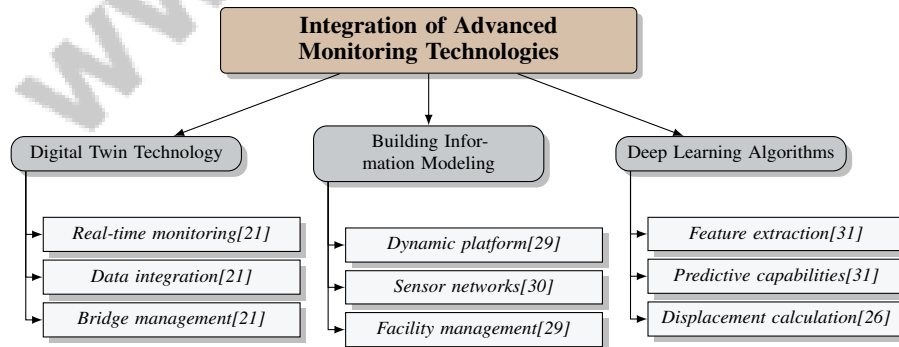 Integration of Advanced
Monitoring Technologies
Digital Twin Technology
Real-time monitoring[21]
Data integration[21]
Bridge management[21]
Building Infor-
mation Modeling
Dynamic platform[29]
Sensor networks[30]
Facility management[29]
Deep Learning Algorithms
Feature extraction[31]
Predictive capabilities[31]
Displacement calculation[26]